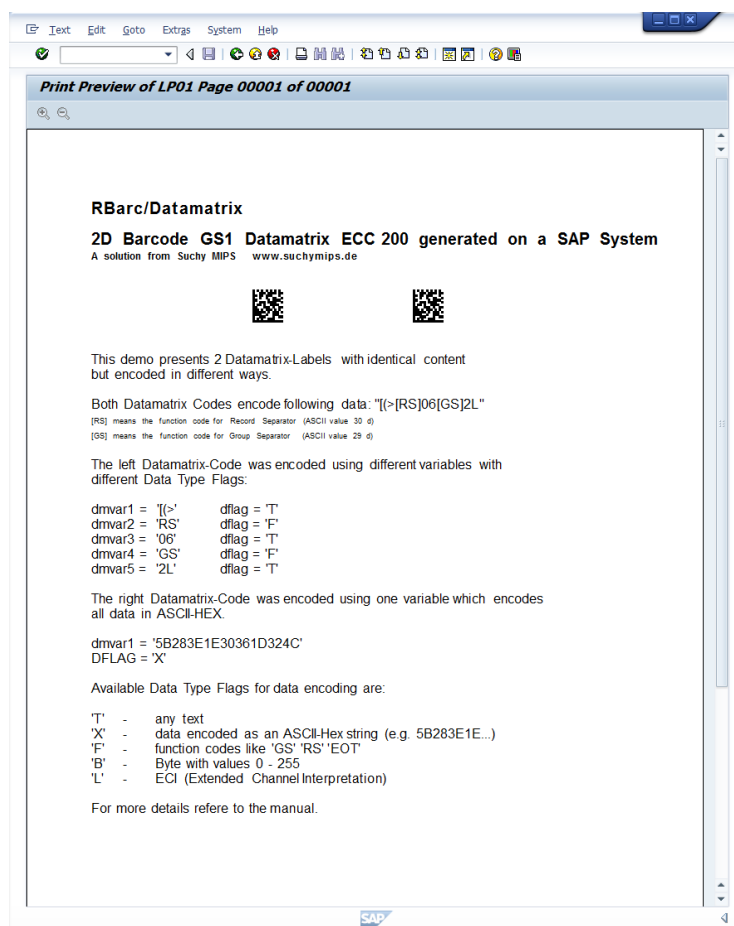 Text Edit Goto Extras System Help
Print Preview of LP01 Page 00001 of 00001
RBarc/Datamatrix
2D Barcode GS1 Datamatrix ECC 200 generated on a SAP System
A solution from Suchy MIPS www.suchymips.de
This demo presents 2 Datamatrix-Labels with identical content
but encoded in different ways.
Both Datamatrix Codes encode following data: "[(>[RS]06[GS]2L"
[RS] means the function code for Record Separator (ASCII value 30 d)
[GS] means the function code for Group Separator (ASCII value 29 d)
The left Datamatrix-Code was encoded using different variables with
different Data Type Flags:
dmvar1 = '[(>' dflag = 'T'
dmvar2 = 'RS' dflag = 'F'
dmvar3 = '06' dflag = 'T'
dmvar4 = 'GS' dflag = 'F'
dmvar5 = '2L' dflag = 'T'
The right Datamatrix-Code was encoded using one variable which encodes
all data in ASCII-HEX.
dmvar1 = '5B283E1E30361D324C'
DFLAG = 'X'
Available Data Type Flags for data encoding are:
'T' - any text
'X' - data encoded as an ASCII-Hex string (e.g. 5B283E1E...)
'F' - function codes like 'GS' 'RS' 'EOT'
'B' - Byte with values 0 - 255
'L' - ECI (Extended Channel Interpretation)
For more details refere to the manual.
SAP